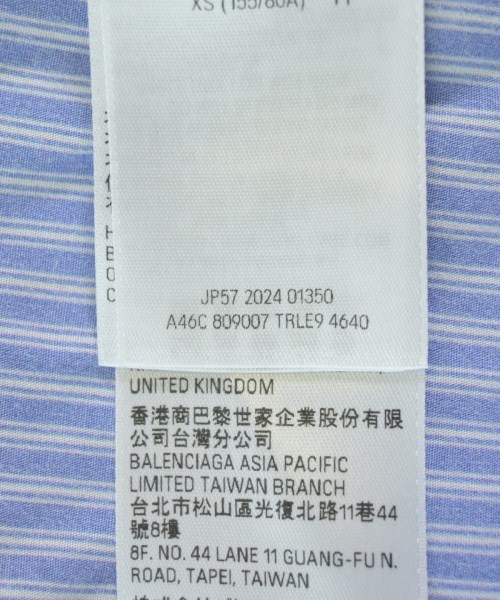 XS (155/80A)
JP57 2024 01350
A46C 809007 TRLE9 4640
UNITED KINGDOM
香港商巴黎世家企業股份有限
公司台灣分公司
BALENCIAGA ASIA PACIFIC
LIMITED TAIWAN BRANCH
台北市松山區光復北路11巷44
號8樓
8F. NO. 44 LANE 11 GUANG-FU N.
ROAD, TAPEI, TAIWAN